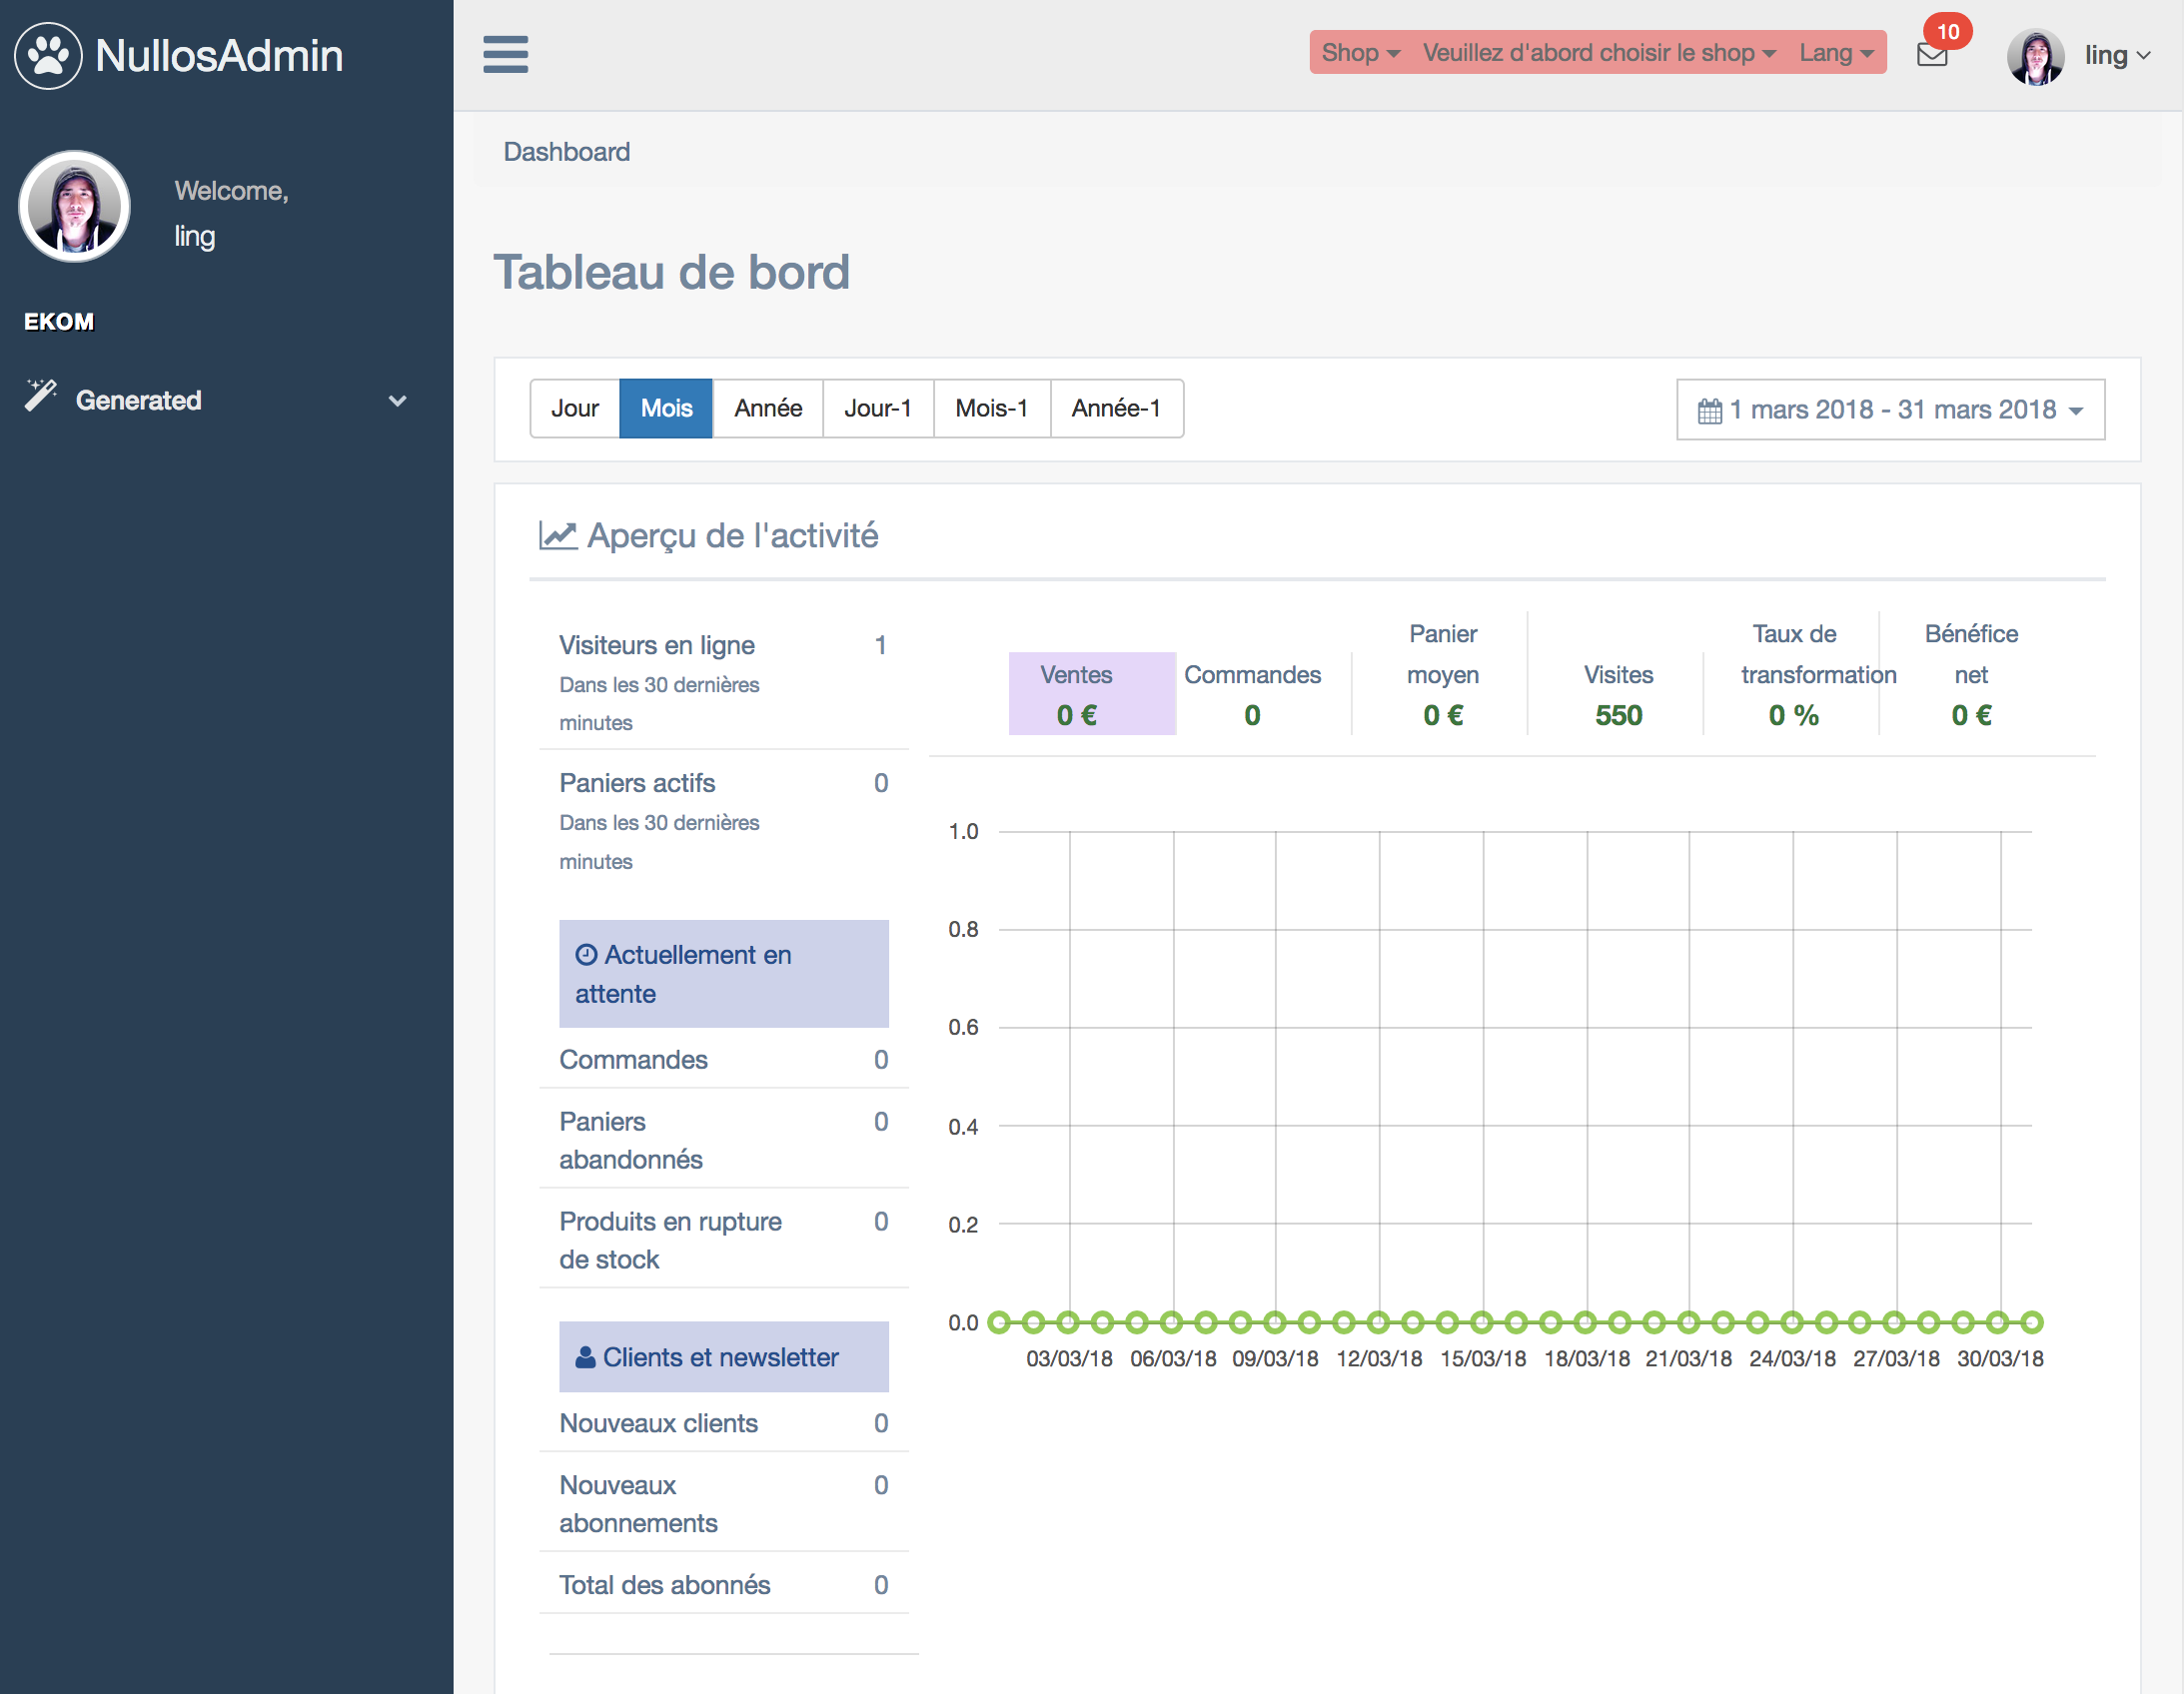 NullosAdmin
Shop Veuillez d'abord choisir le shop Lang
10
ling
Welcome,
ling
EKOM
Generated
Dashboard
Tableau de bord
Jour Mois Année Jour-1 Mois-1 Année-1
1 mars 2018 - 31 mars 2018
Aperçu de l'activité
Visiteurs en ligne 1
Dans les 30 dernières
minutes
Paniers actifs 0
Dans les 30 dernières
minutes
Actuellement en
attente
Commandes 0
Paniers 0
abandonnés
Produits en rupture 0
de stock
Clients et newsletter
Nouveaux clients 0
Nouveaux 0
abonnements
Total des abonnés 0
Ventes
0 €
Commandes
0
Panier
moyen
0 €
Visites
550
Taux de
transformation
0 %
Bénéfice
net
0 €
1.0
0.8
0.6
0.4
0.2
0.0
03/03/18 06/03/18 09/03/18 12/03/18 15/03/18 18/03/18 21/03/18 24/03/18 27/03/18 30/03/18